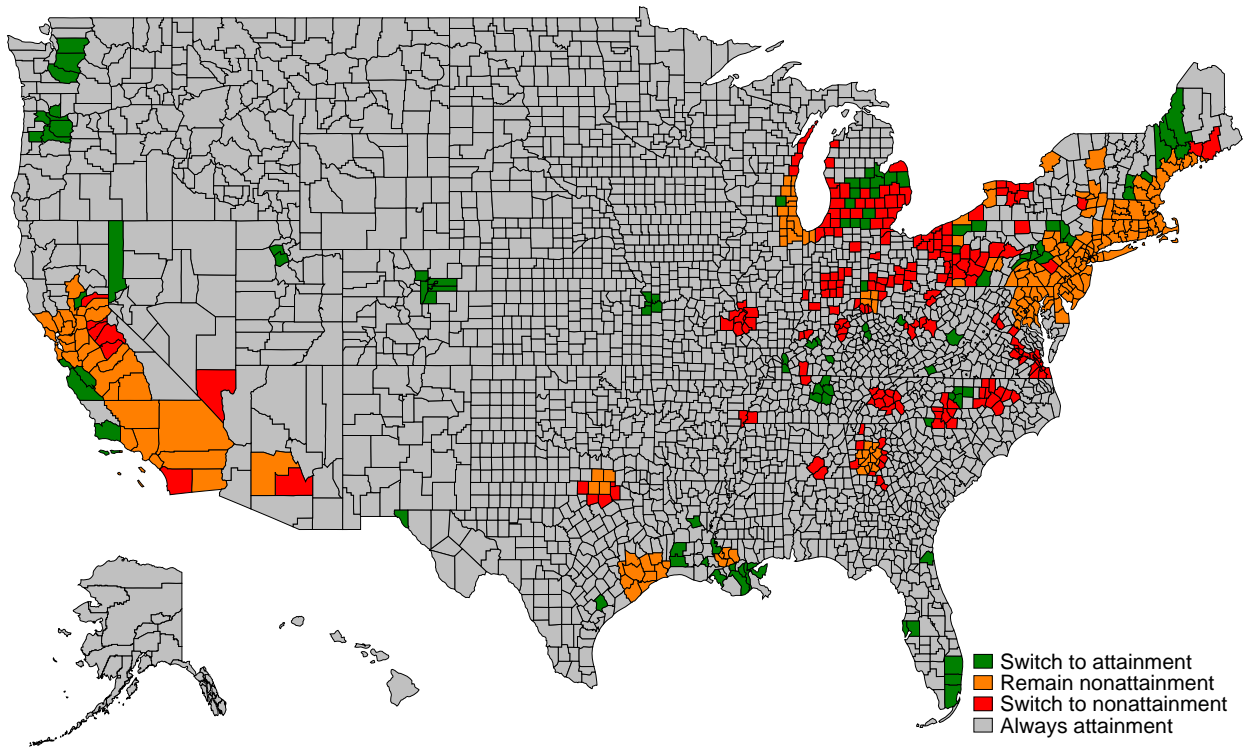 Switch to attainment
Remain nonattainment
Switch to nonattainment
Always attainment